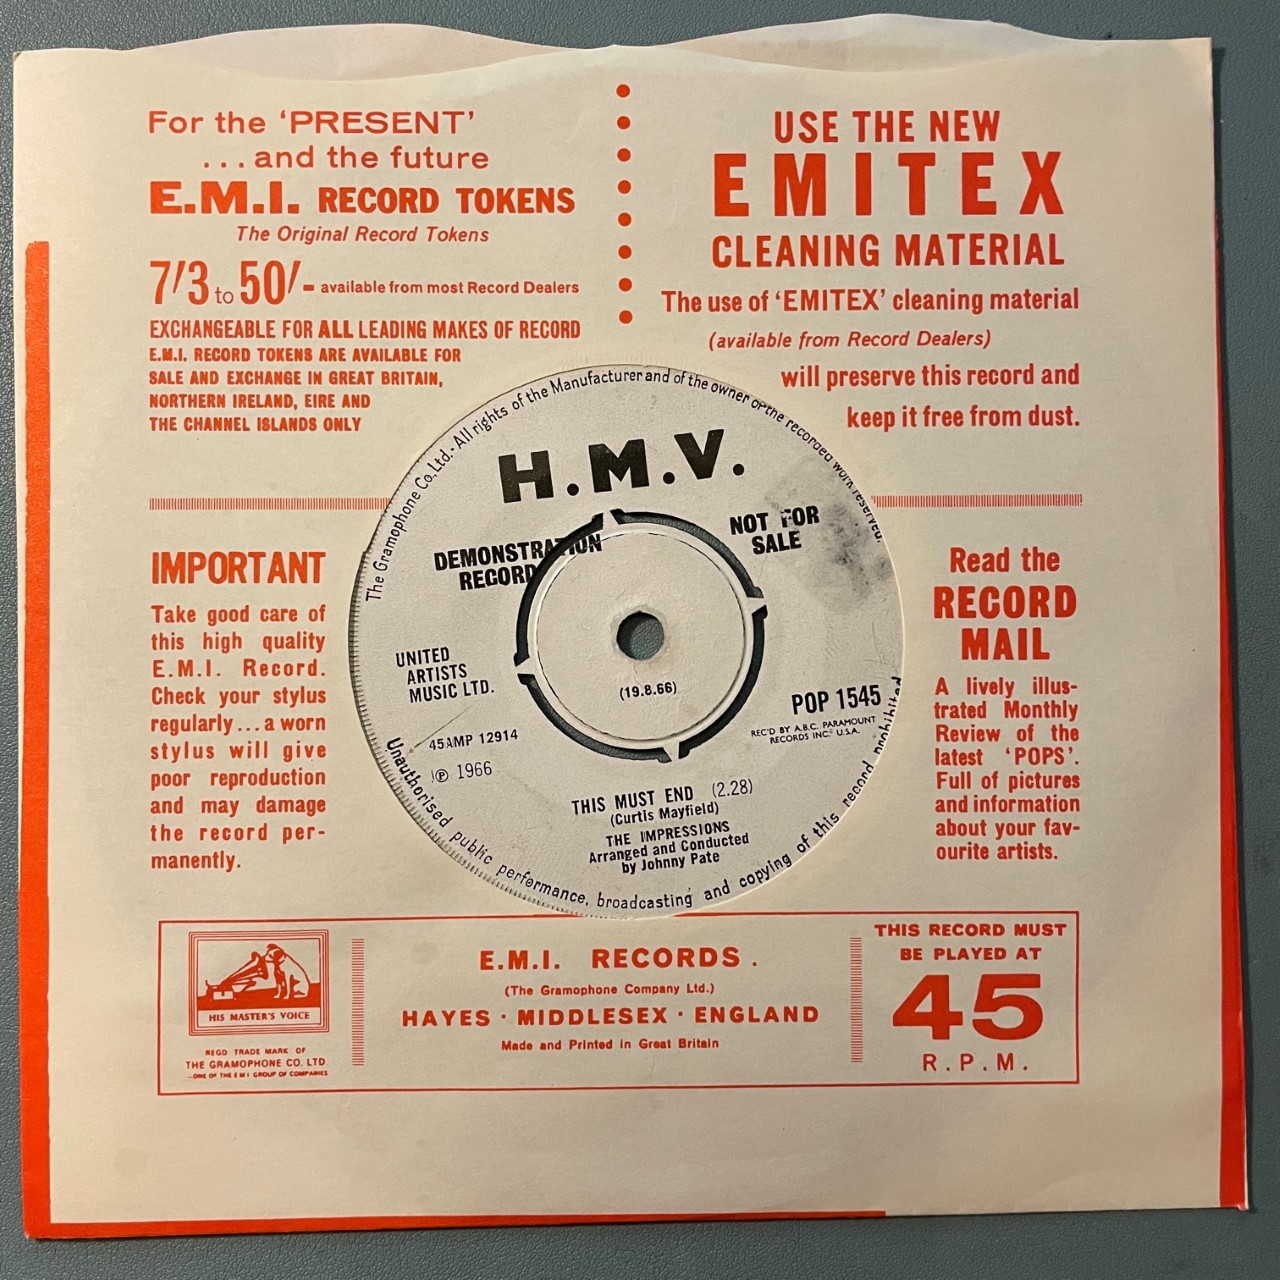 For the 'PRESENT'
...and the future
E.M.I. RECORD TOKENS
The Original Record Tokens
7/3 to 50/- available from most Record Dealers
EXCHANGEABLE FOR ALL LEADING MAKES OF RECORD
E.M.I. RECORD TOKENS ARE AVAILABLE FOR
SALE AND EXCHANGE IN GREAT BRITAIN,
NORTHERN IRELAND, EIRE AND
THE CHANNEL ISLANDS ONLY
USE THE NEW
EMITEX
CLEANING MATERIAL
The use of 'EMITEX' cleaning material
(available from Record Dealers)
will preserve this record and
keep it free from dust.
IMPORTANT
Take good care of
this high quality
E.M.I. Record.
Check your stylus
regularly...a worn
stylus will give
poor reproduction
and may damage
the record per-
manently.
The Gramophone Co. Ltd. · All rights of the Manufacturer and of the owner of the recorded work reserved.
Unauthorised public performance, broadcasting and copying of this record prohibited
H.M.V.
DEMONSTRATION
RECORD
NOT FOR
SALE
UNITED
ARTISTS
MUSIC LTD.
(19.8.66)
POP 1545
REC'D BY A.B.C. PARAMOUNT
RECORDS INC. U.S.A.
45AMP 12914
℗ 1966
THIS MUST END (2.28)
(Curtis Mayfield)
THE IMPRESSIONS
Arranged and Conducted
by Johnny Pate
Read the
RECORD
MAIL
A lively illus-
trated Monthly
Review of the
latest 'POPS'.
Full of pictures
and information
about your fav-
ourite artists.
HIS MASTER'S VOICE
REGD TRADE MARK OF
THE GRAMOPHONE CO. LTD.
—ONE OF THE E M I GROUP OF COMPANIES
E.M.I. RECORDS.
(The Gramophone Company Ltd.)
HAYES · MIDDLESEX · ENGLAND
Made and Printed in Great Britain
THIS RECORD MUST
BE PLAYED AT
45
R.P.M.